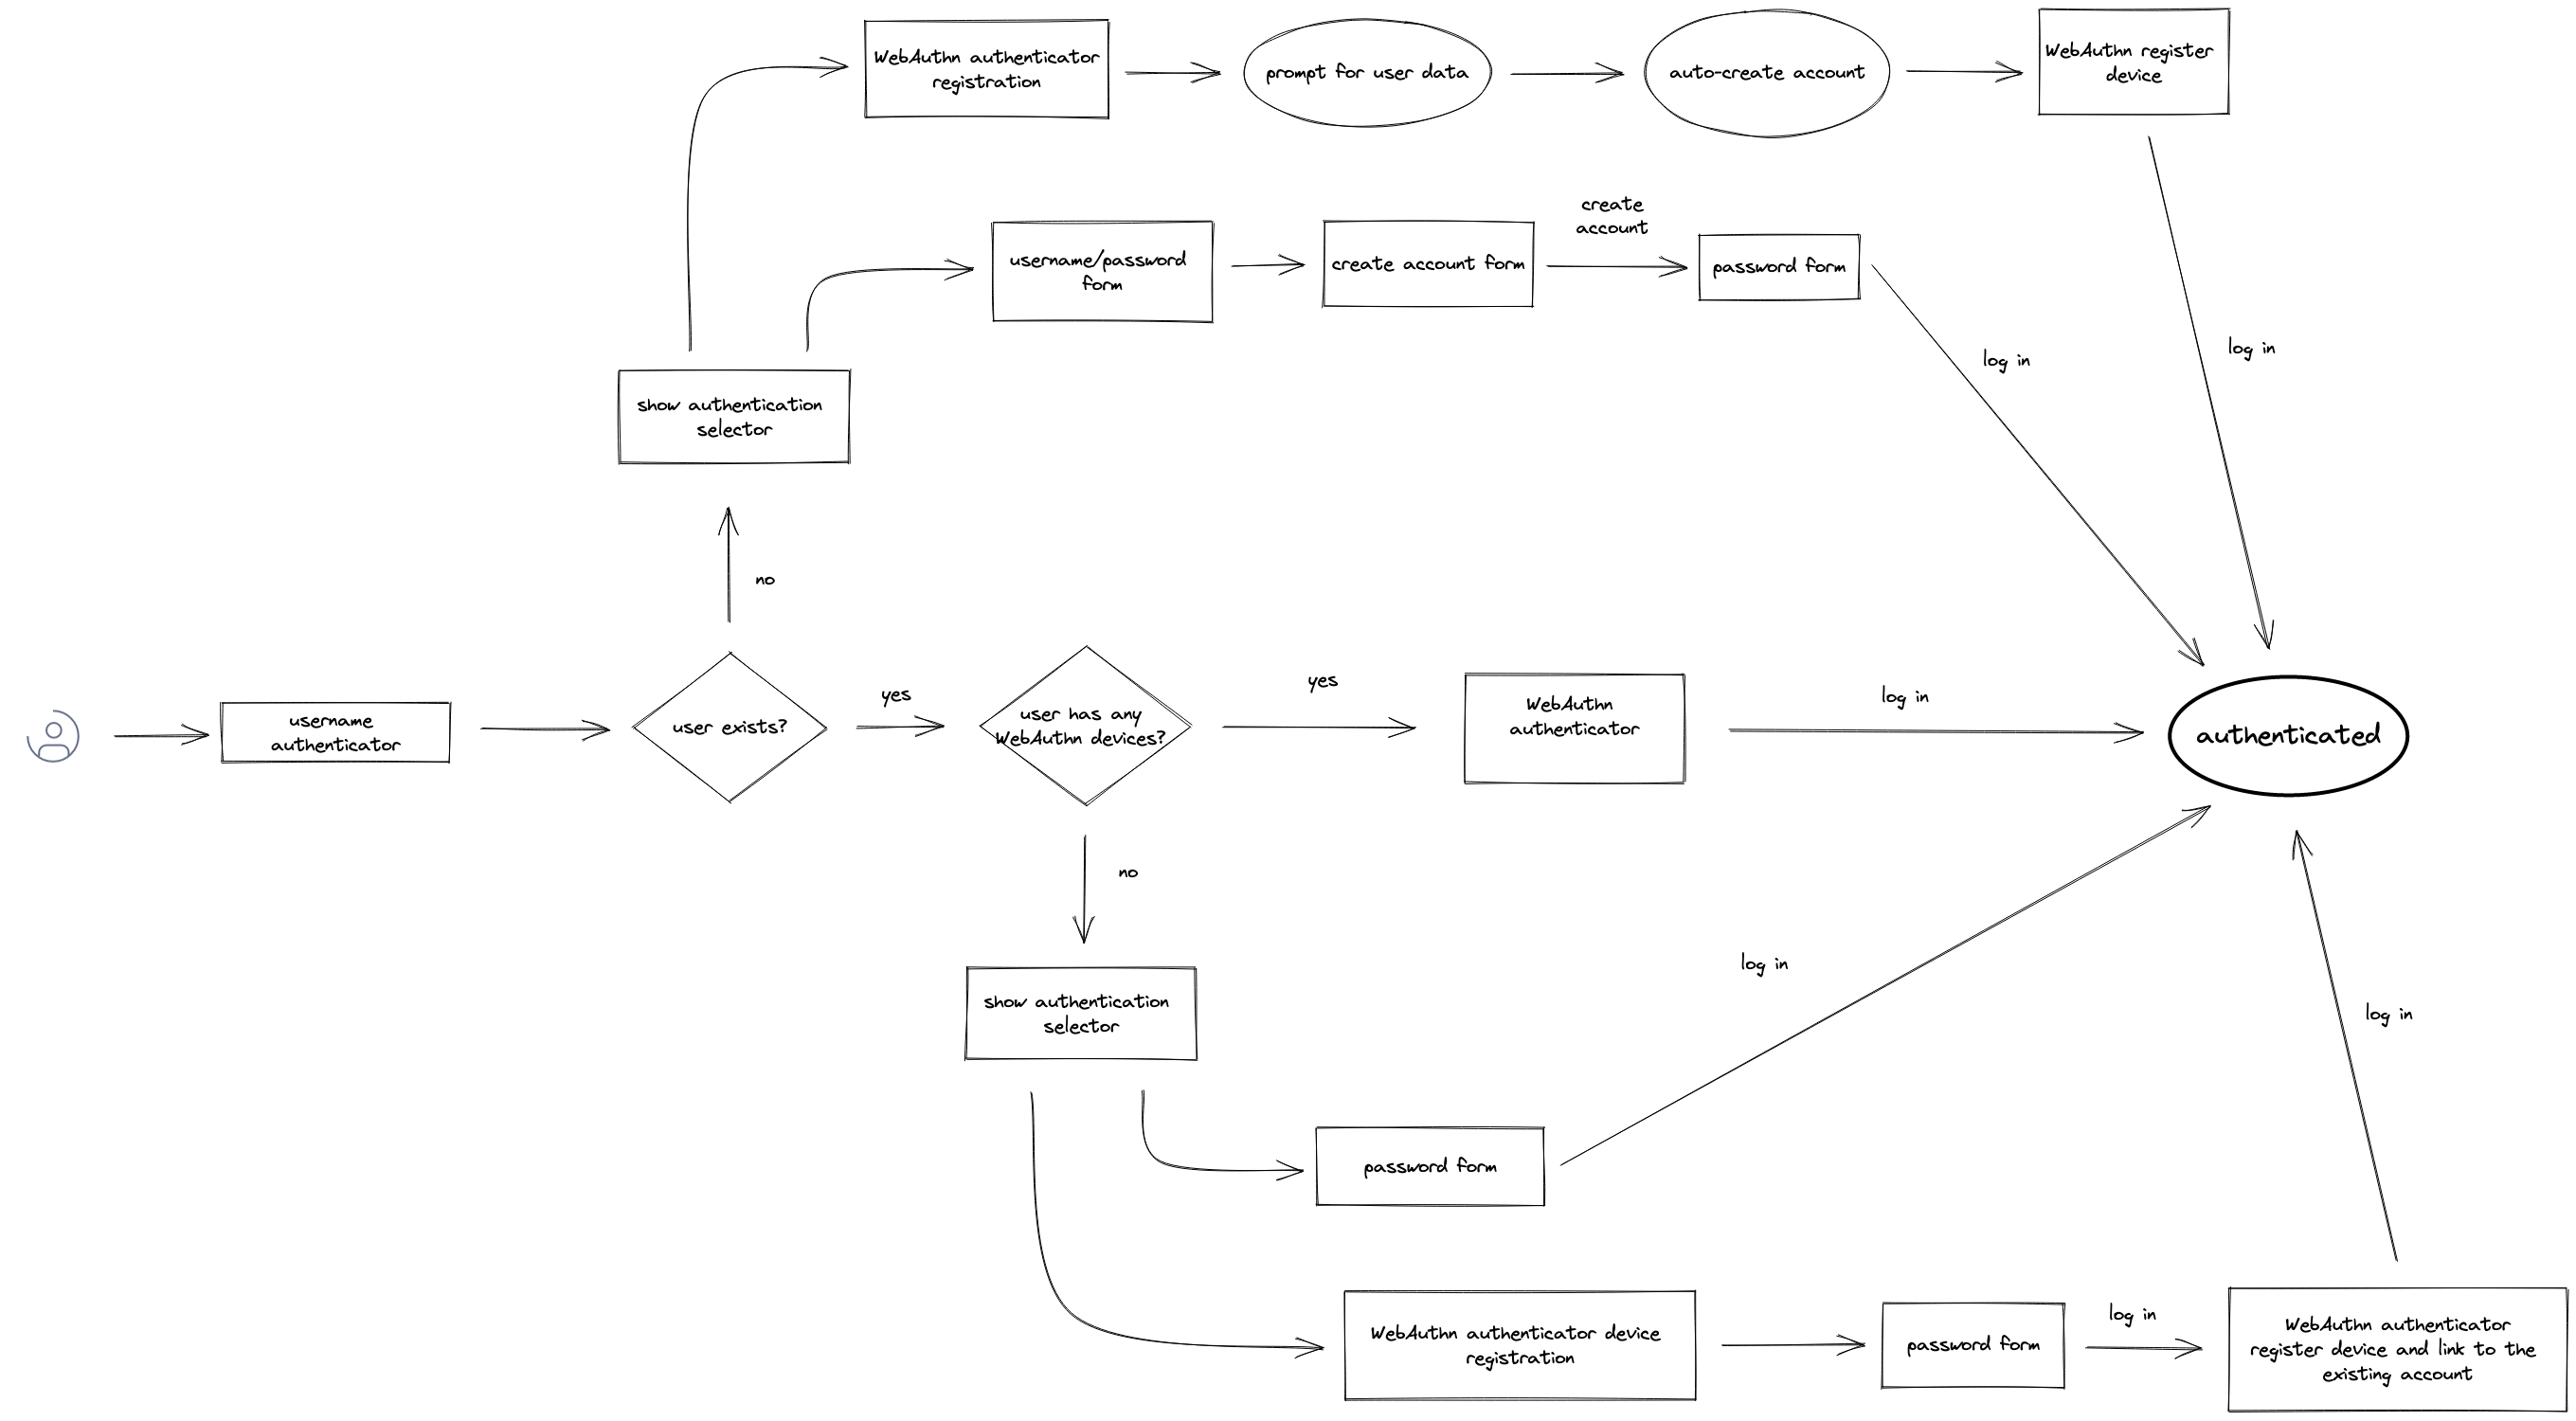 WebAuthn authenticator
registration
prompt for user data
auto-create account
WebAuthn register
device
username/password
form
create account form
create
account
password form
log in
log in
show authentication
selector
no
username
authenticator
user exists?
yes
user has any
WebAuthn devices?
yes
WebAuthn
authenticator
log in
authenticated
no
show authentication
selector
log in
log in
password form
WebAuthn authenticator device
registration
password form
log in
WebAuthn authenticator
register device and link to the
existing account